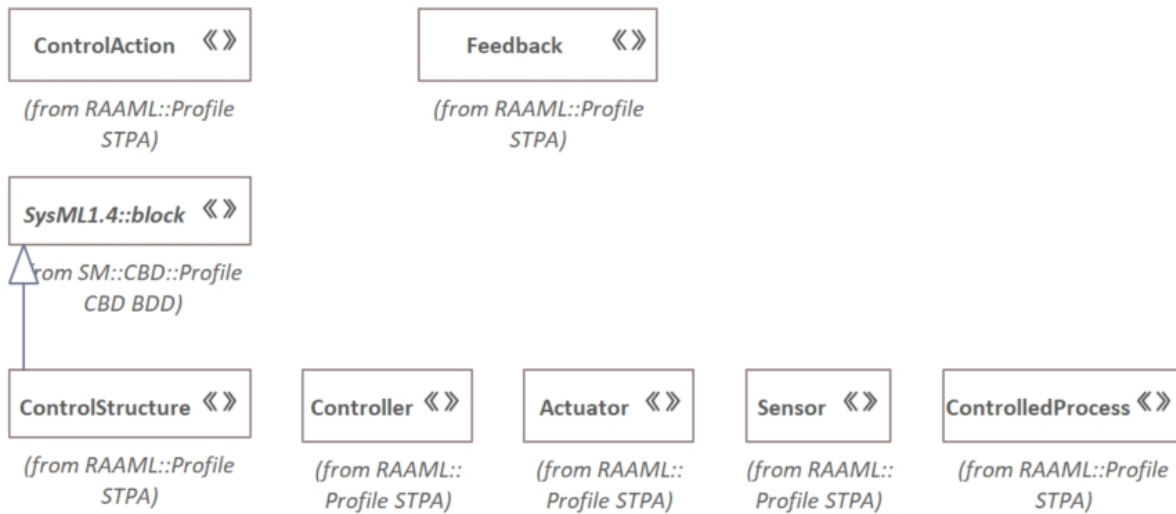 ControlAction «»
Feedback «»
(from RAAML::Profile
STPA)
(from RAAML::Profile
STPA)
SysML1.4::block «»
from SM::CBD::Profile
CBD BDD)
ControlStructure «»
Controller «»
Actuator «»
Sensor «»
ControlledProcess «»
(from RAAML::Profile
STPA)
(from RAAML::
Profile STPA)
(from RAAML::
Profile STPA)
(from RAAML::
Profile STPA)
(from RAAML::Profile
STPA)